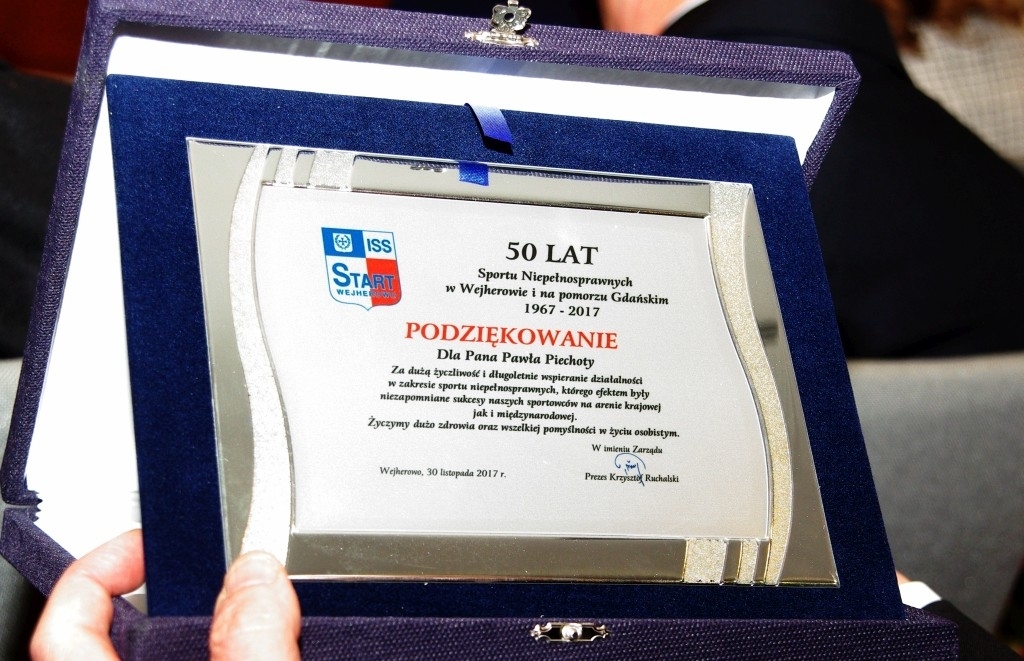 ISS
START
WEJHEROWO
50 LAT
Sportu Niepełnosprawnych
w Wejherowie i na pomorzu Gdańskim
1967 - 2017
PODZIĘKOWANIE
Dla Pana Pawła Piechoty
Za dużą życzliwość i długoletnie wspieranie działalności
w zakresie sportu niepełnosprawnych, którego efektem były
niezapomniane sukcesy naszych sportowców na arenie krajowej
jak i międzynarodowej.
Życzymy dużo zdrowia oraz wszelkiej pomyślności w życiu osobistym.
W imieniu Zarządu
Wejherowo, 30 listopada 2017 r.
Prezes Krzysztof Ruchalski